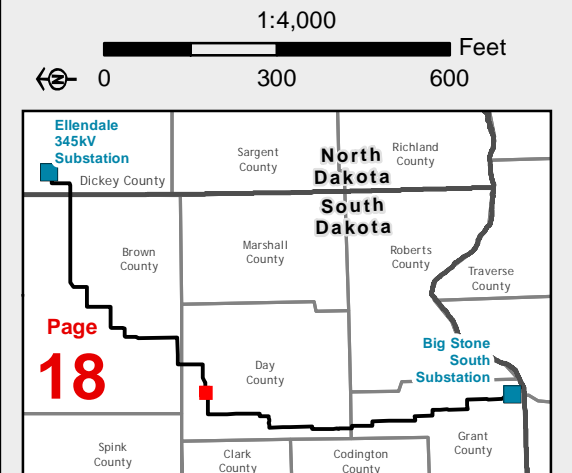 1:4,000
Feet
N
0 300 600
Ellendale
345kV
Substation
Dickey County
Sargent
County
Richland
County
North
Dakota
South
Dakota
Brown
County
Marshall
County
Roberts
County
Traverse
County
Page
18
Day
County
Big Stone
South
Substation
Spink
County
Clark
County
Codington
County
Grant
County